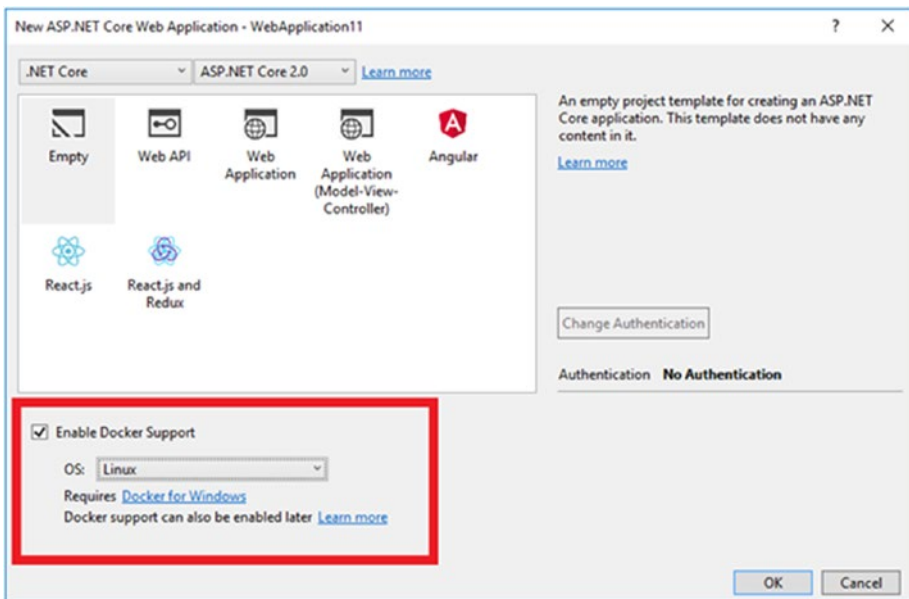 New ASP.NET Core Web Application - WebApplication11
? X
.NET Core
ASP.NET Core 2.0
Learn more
Empty
Web API
Web
Application
Web
Application
(Model-View-
Controller)
Angular
React.js
React.js and
Redux
An empty project template for creating an ASP.NET
Core application. This template does not have any
content in it.
Learn more
Change Authentication
Authentication No Authentication
Enable Docker Support
OS: Linux
Requires Docker for Windows
Docker support can also be enabled later Learn more
OK
Cancel